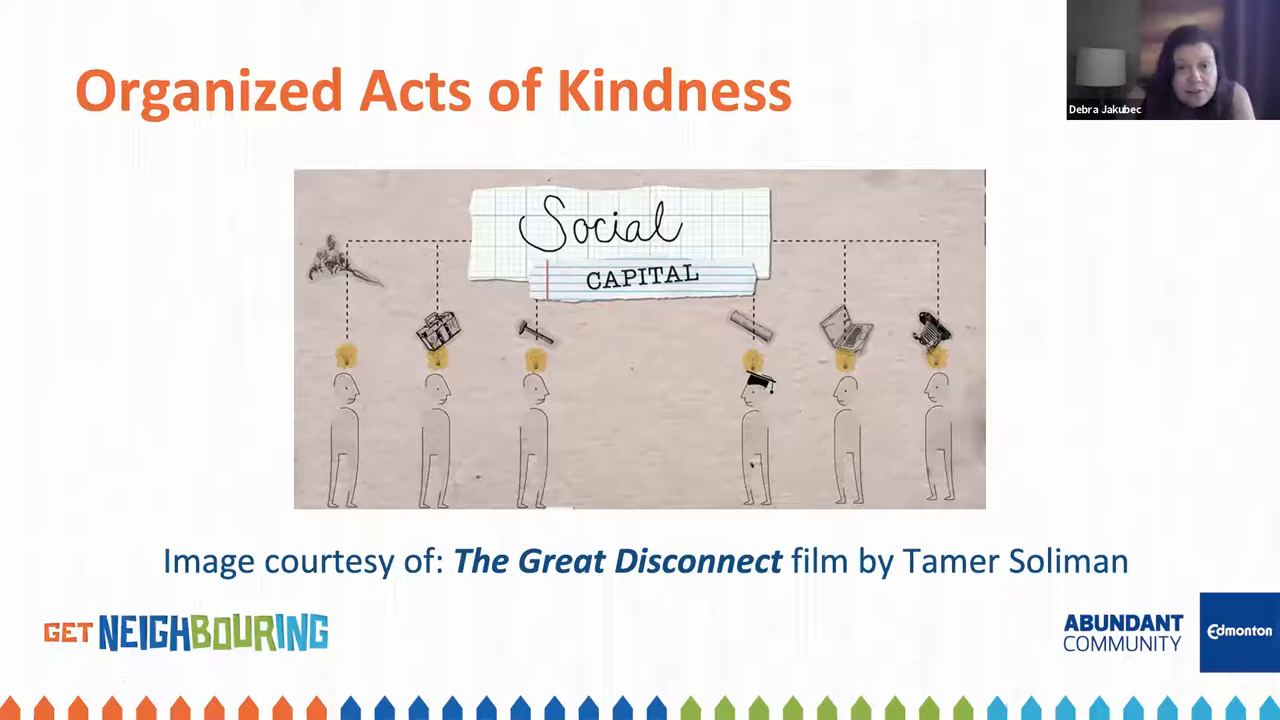 Organized Acts of Kindness
Debra Jakubec
Social
CAPITAL
Image courtesy of: The Great Disconnect film by Tamer Soliman
GET NEIGHBOURING
ABUNDANT
COMMUNITY
Edmonton